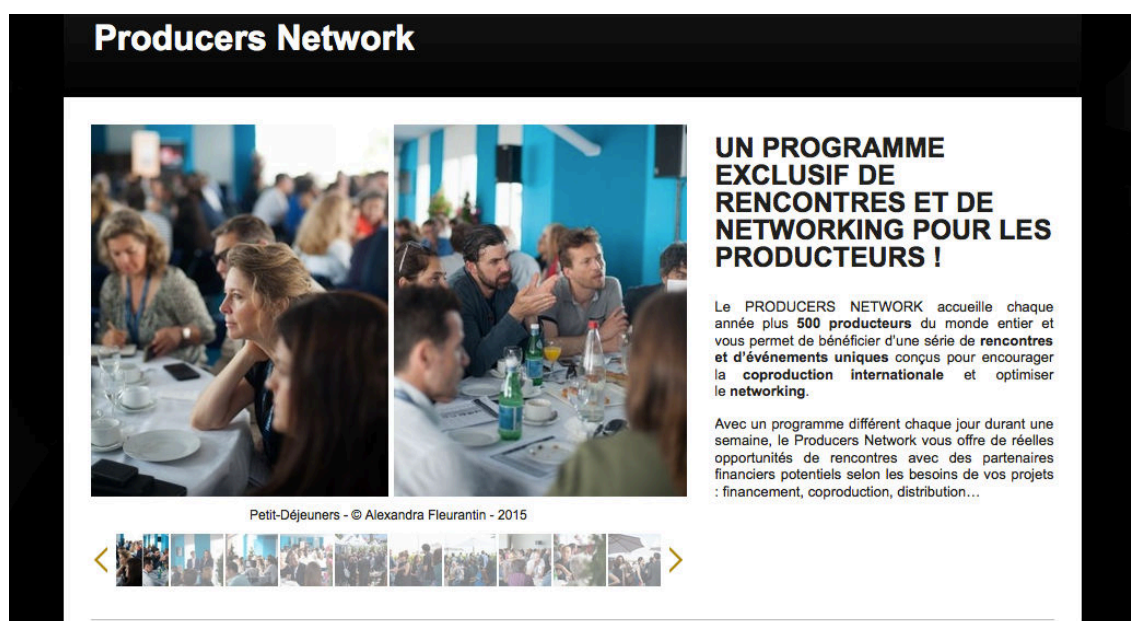 Producers Network
UN PROGRAMME
EXCLUSIF DE
RENCONTRES ET DE
NETWORKING POUR LES
PRODUCTEURS !
Le PRODUCERS NETWORK accueille chaque
année plus 500 producteurs du monde entier et
vous permet de bénéficier d'une série de rencontres
et d'événements uniques conçus pour encourager
la coproduction internationale et optimiser
le networking.
Avec un programme différent chaque jour durant une
semaine, le Producers Network vous offre de réelles
opportunités de rencontres avec des partenaires
financiers potentiels selon les besoins de vos projets
: financement, coproduction, distribution…
Petit-Déjeuners - © Alexandra Fleurantin - 2015